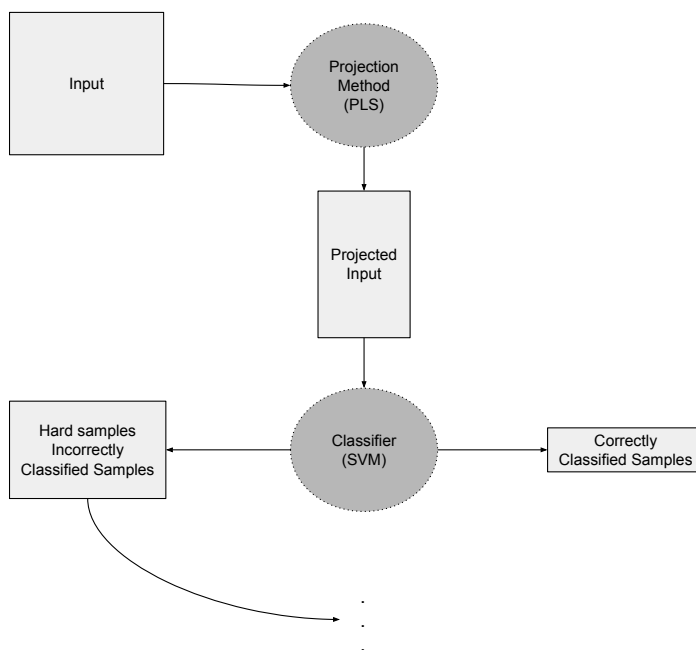 Input
Projection
Method
(PLS)
Projected
Input
Hard samples
Incorrectly
Classified Samples
Classifier
(SVM)
Correctly
Classified Samples
.
.
.